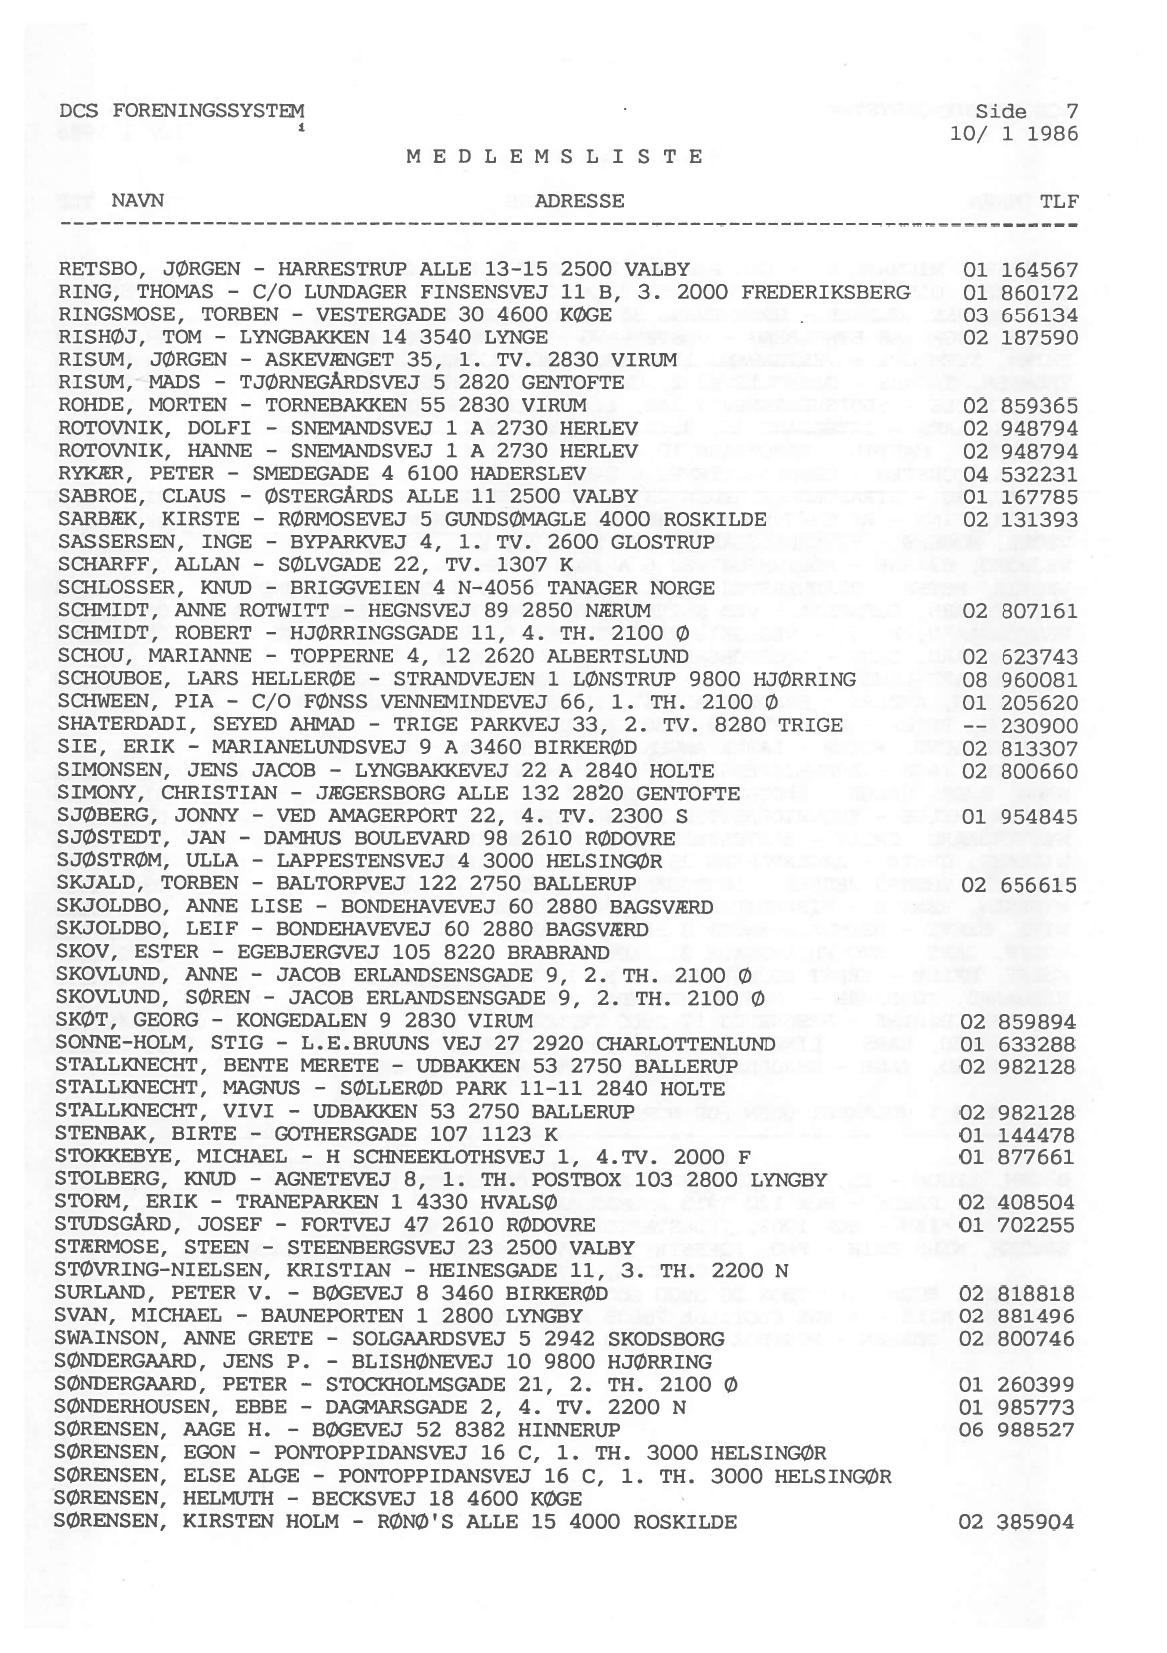 DCS FORENINGSSYSTEM Side 7
10/ 1 1986
M E D L E M S L I S T E
NAVN ADRESSE TLF
RETSBO, JØRGEN - HARRESTRUP ALLE 13-15 2500 VALBY 01 164567
RING, THOMAS - C/O LUNDAGER FINSENSVEJ 11 B, 3. 2000 FREDERIKSBERG 01 860172
RINGSMOSE, TORBEN - VESTERGADE 30 4600 KØGE 03 656134
RISHØJ, TOM - LYNGBAKKEN 14 3540 LYNGE 02 187590
RISUM, JØRGEN - ASKEVÆNGET 35, 1. TV. 2830 VIRUM
RISUM, MADS - TJØRNEGÅRDSVEJ 5 2820 GENTOFTE
ROHDE, MORTEN - TORNEBAKKEN 55 2830 VIRUM 02 859365
ROTOVNIK, DOLFI - SNEMANDSVEJ 1 A 2730 HERLEV 02 948794
ROTOVNIK, HANNE - SNEMANDSVEJ 1 A 2730 HERLEV 02 948794
RYKÆR, PETER - SMEDEGADE 4 6100 HADERSLEV 04 532231
SABROE, CLAUS - ØSTERGÅRDS ALLE 11 2500 VALBY 01 167785
SARBÆK, KIRSTE - RØRMOSEVEJ 5 GUNDSØMAGLE 4000 ROSKILDE 02 131393
SASSERSEN, INGE - BYPARKVEJ 4, 1. TV. 2600 GLOSTRUP
SCHARFF, ALLAN - SØLVGADE 22, TV. 1307 K
SCHLOSSER, KNUD - BRIGGVEIEN 4 N-4056 TANAGER NORGE
SCHMIDT, ANNE ROTWITT - HEGNSVEJ 89 2850 NÆRUM 02 807161
SCHMIDT, ROBERT - HJØRRINGSGADE 11, 4. TH. 2100 Ø
SCHOU, MARIANNE - TOPPERNE 4, 12 2620 ALBERTSLUND 02 623743
SCHOUBOE, LARS HELLERØE - STRANDVEJEN 1 LØNSTRUP 9800 HJØRRING 08 960081
SCHWEEN, PIA - C/O FØNSS VENNEMINDEVEJ 66, 1. TH. 2100 Ø 01 205620
SHATERDADI, SEYED AHMAD - TRIGE PARKVEJ 33, 2. TV. 8280 TRIGE -- 230900
SIE, ERIK - MARIANELUNDSVEJ 9 A 3460 BIRKERØD 02 813307
SIMONSEN, JENS JACOB - LYNGBAKKEVEJ 22 A 2840 HOLTE 02 800660
SIMONY, CHRISTIAN - JÆGERSBORG ALLE 132 2820 GENTOFTE
SJØBERG, JONNY - VED AMAGERPORT 22, 4. TV. 2300 S 01 954845
SJØSTEDT, JAN - DAMHUS BOULEVARD 98 2610 RØDOVRE
SJØSTRØM, ULLA - LAPPESTENSVEJ 4 3000 HELSINGØR
SKJALD, TORBEN - BALTORPVEJ 122 2750 BALLERUP 02 656615
SKJOLDBO, ANNE LISE - BONDEHAVEVEJ 60 2880 BAGSVÆRD
SKJOLDBO, LEIF - BONDEHAVEVEJ 60 2880 BAGSVÆRD
SKOV, ESTER - EGEBJERGVEJ 105 8220 BRABRAND
SKOVLUND, ANNE - JACOB ERLANDSENSGADE 9, 2. TH. 2100 Ø
SKOVLUND, SØREN - JACOB ERLANDSENSGADE 9, 2. TH. 2100 Ø
SKØT, GEORG - KONGEDALEN 9 2830 VIRUM 02 859894
SONNE-HOLM, STIG - L.E.BRUUNS VEJ 27 2920 CHARLOTTENLUND 01 633288
STALLKNECHT, BENTE MERETE - UDBAKKEN 53 2750 BALLERUP 02 982128
STALLKNECHT, MAGNUS - SØLLERØD PARK 11-11 2840 HOLTE
STALLKNECHT, VIVI - UDBAKKEN 53 2750 BALLERUP 02 982128
STENBAK, BIRTE - GOTHERSGADE 107 1123 K 01 144478
STOKKEBYE, MICHAEL - H SCHNEEKLOTHSVEJ 1, 4.TV. 2000 F 01 877661
STOLBERG, KNUD - AGNETEVEJ 8, 1. TH. POSTBOX 103 2800 LYNGBY
STORM, ERIK - TRANEPARKEN 1 4330 HVALSØ 02 408504
STUDSGÅRD, JOSEF - FORTVEJ 47 2610 RØDOVRE 01 702255
STÆRMOSE, STEEN - STEENBERGSVEJ 23 2500 VALBY
STØVRING-NIELSEN, KRISTIAN - HEINESGADE 11, 3. TH. 2200 N
SURLAND, PETER V. - BØGEVEJ 8 3460 BIRKERØD 02 818818
SVAN, MICHAEL - BAUNEPORTEN 1 2800 LYNGBY 02 881496
SWAINSON, ANNE GRETE - SOLGAARDSVEJ 5 2942 SKODSBORG 02 800746
SØNDERGAARD, JENS P. - BLISHØNEVEJ 10 9800 HJØRRING
SØNDERGAARD, PETER - STOCKHOLMSGADE 21, 2. TH. 2100 Ø 01 260399
SØNDERHOUSEN, EBBE - DAGMARSGADE 2, 4. TV. 2200 N 01 985773
SØRENSEN, AAGE H. - BØGEVEJ 52 8382 HINNERUP 06 988527
SØRENSEN, EGON - PONTOPPIDANSVEJ 16 C, 1. TH. 3000 HELSINGØR
SØRENSEN, ELSE ALGE - PONTOPPIDANSVEJ 16 C, 1. TH. 3000 HELSINGØR
SØRENSEN, HELMUTH - BECKSVEJ 18 4600 KØGE
SØRENSEN, KIRSTEN HOLM - RØNØ'S ALLE 15 4000 ROSKILDE 02 385904